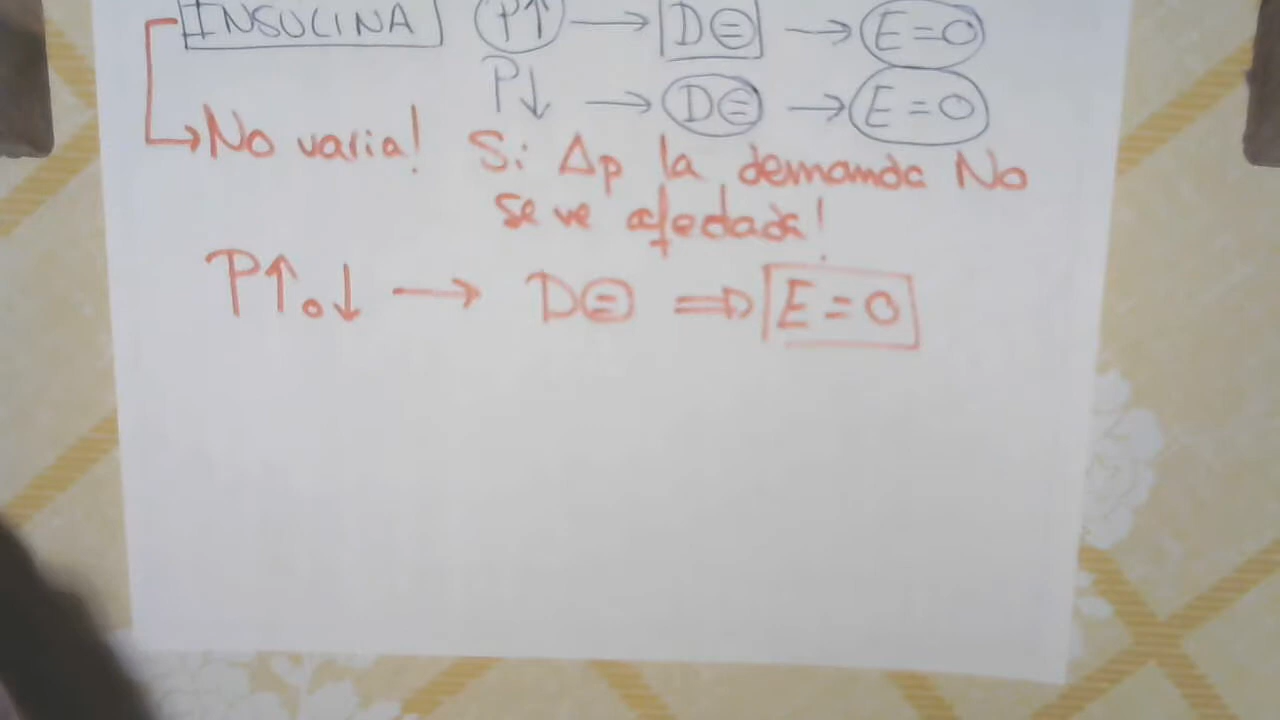 INSULINA P↑ → D⊜ → E=0
P↓ → D⊜ → E=0
No varia! Si Δp la demanda No
se ve afectada!
P↑o↓ → D⊜ ⇒ E=0